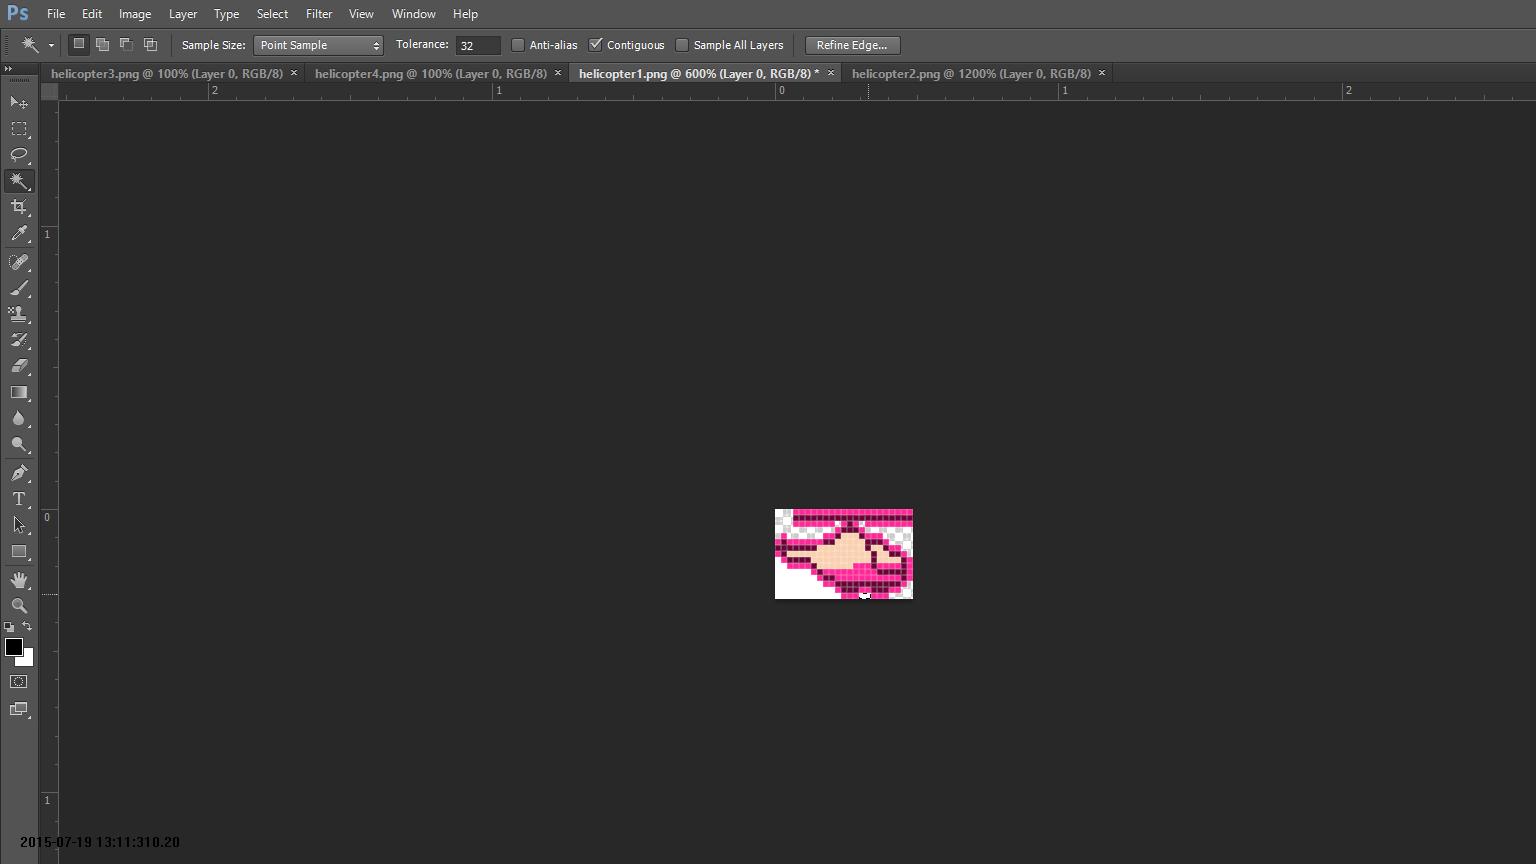 Ps File Edit Image Layer Type Select Filter View Window Help
Sample Size: Point Sample Tolerance: 32 Anti-alias Contiguous Sample All Layers Refine Edge...
helicopter3.png @ 100% (Layer 0, RGB/8) × helicopter4.png @ 100% (Layer 0, RGB/8) × helicopter1.png @ 600% (Layer 0, RGB/8) * × helicopter2.png @ 1200% (Layer 0, RGB/8) ×
2 1 0 1 2
1
T
0
1
2015-07-19 13:11:310.20